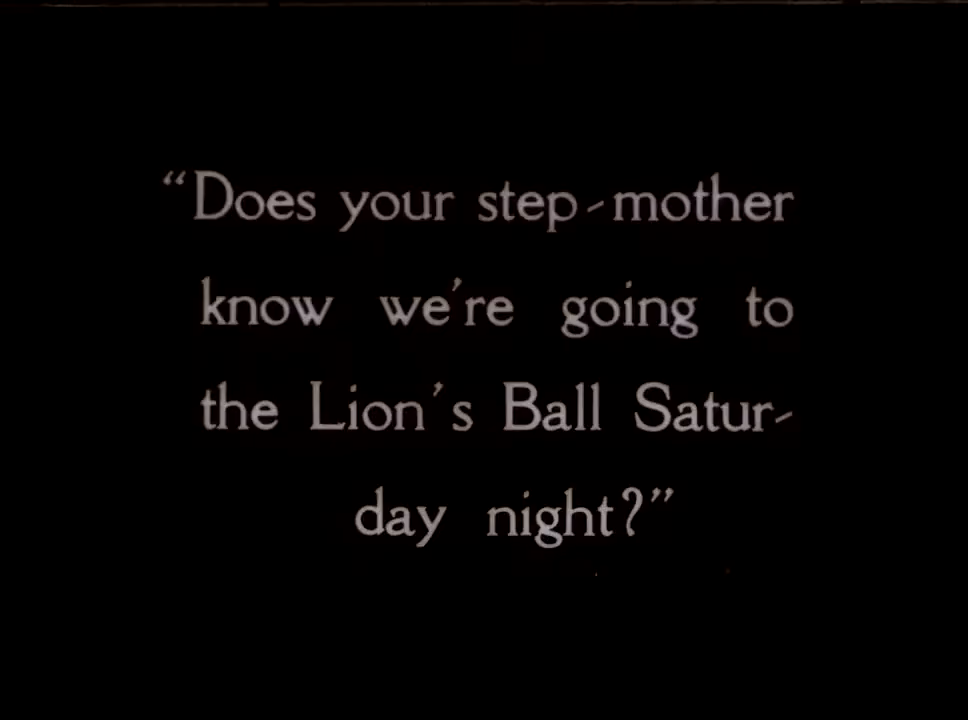 “Does your step-mother
know we're going to
the Lion's Ball Satur-
day night?”